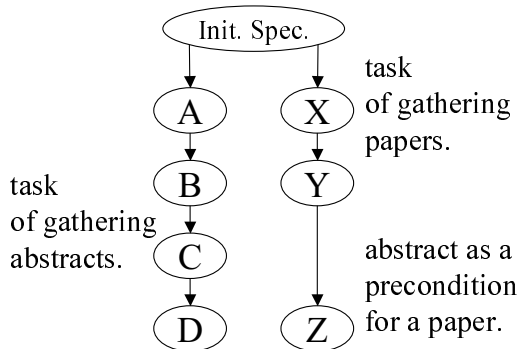 Init. Spec.
task
of gathering
papers.
A
X
B
Y
task
of gathering
abstracts.
C
abstract as a
precondition
for a paper.
D
Z